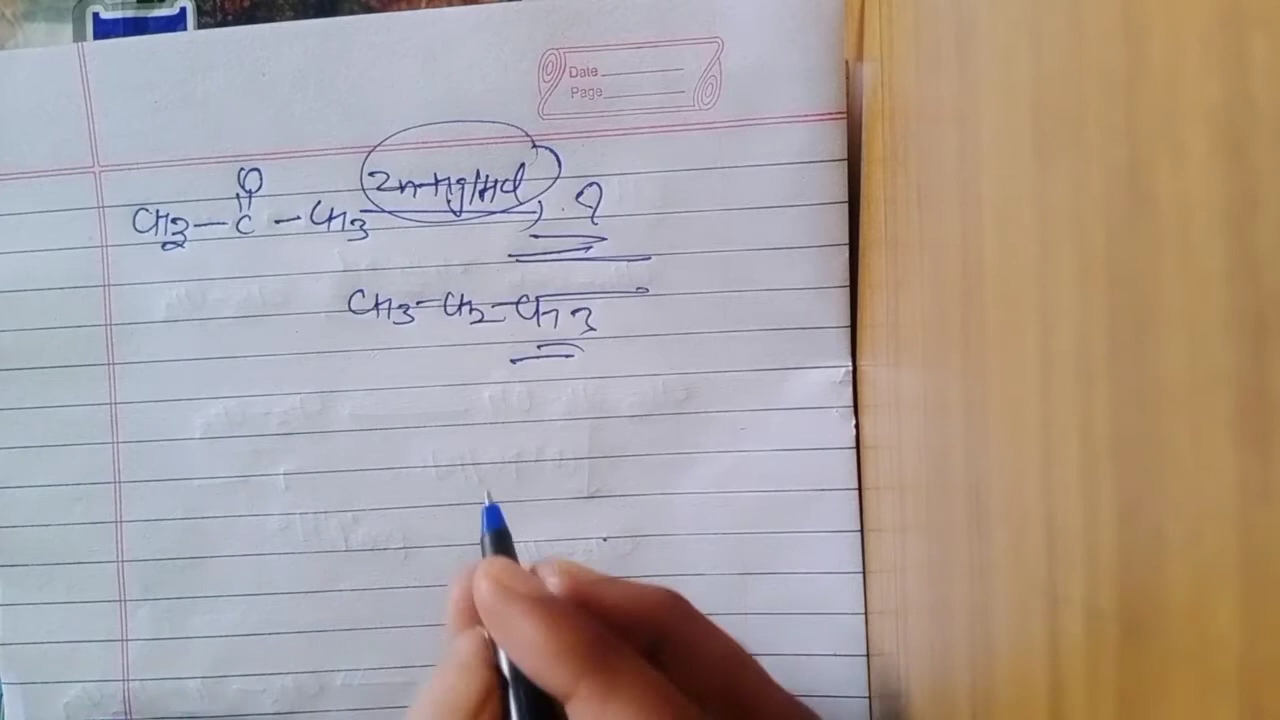 Date
Page
O
CH3 — C — CH3 Zn-Hg/HCl ?
CH3-CH2-CH3